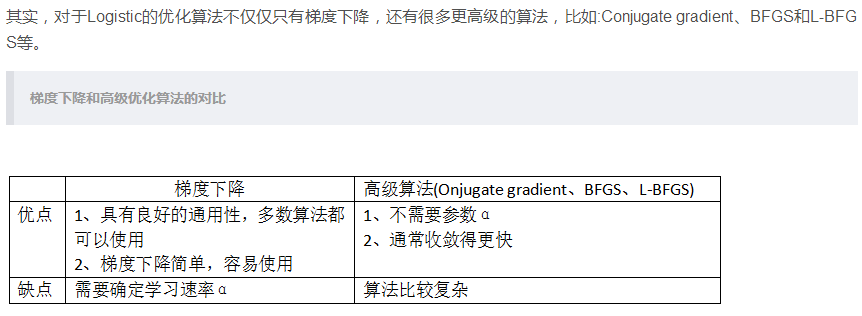 其实，对于Logistic的优化算法不仅仅只有梯度下降，还有很多更高级的算法，比如:Conjugate gradient、BFGS和L-BFG
S等。
梯度下降和高级优化算法的对比
梯度下降 高级算法(Onjugate gradient、BFGS、L-BFGS)
优点 1、具有良好的通用性，多数算法都 1、不需要参数α
可以使用 2、通常收敛得更快
2、梯度下降简单，容易使用
缺点 需要确定学习速率α 算法比较复杂